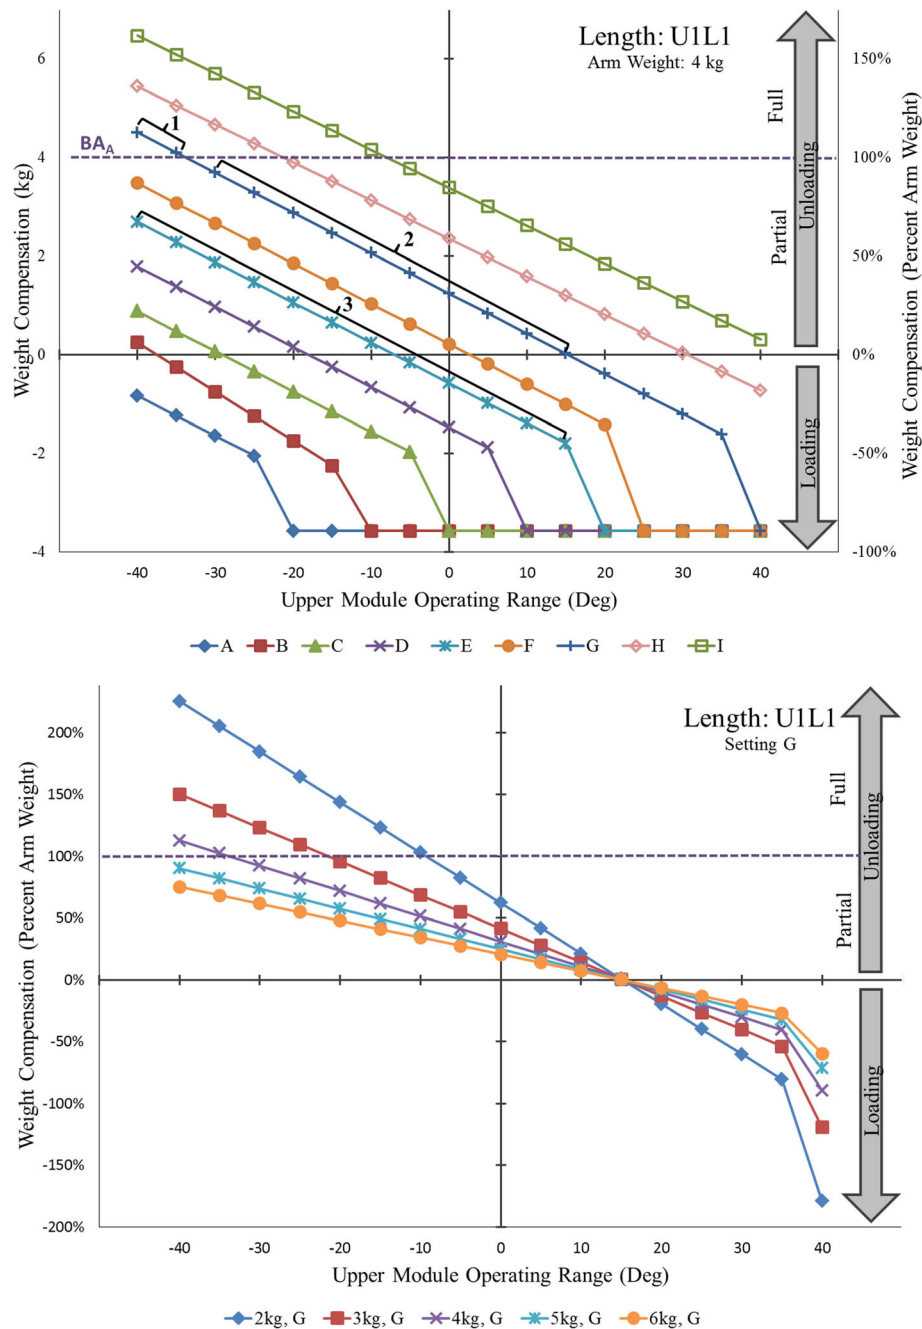 Length: U1L1
Arm Weight: 4 kg
BAA
1
2
3
6
4
2
0
-2
-4
150%
100%
50%
0%
-50%
-100%
Weight Compensation (kg)
Weight Compensation (Percent Arm Weight)
Full
Partial
Unloading
Loading
-40 -30 -20 -10 0 10 20 30 40
Upper Module Operating Range (Deg)
A B C D E F G H I
Length: U1L1
Setting G
200%
150%
100%
50%
0%
-50%
-100%
-150%
-200%
Weight Compensation (Percent Arm Weight)
Full
Partial
Unloading
Loading
-40 -30 -20 -10 0 10 20 30 40
Upper Module Operating Range (Deg)
2kg, G 3kg, G 4kg, G 5kg, G 6kg, G